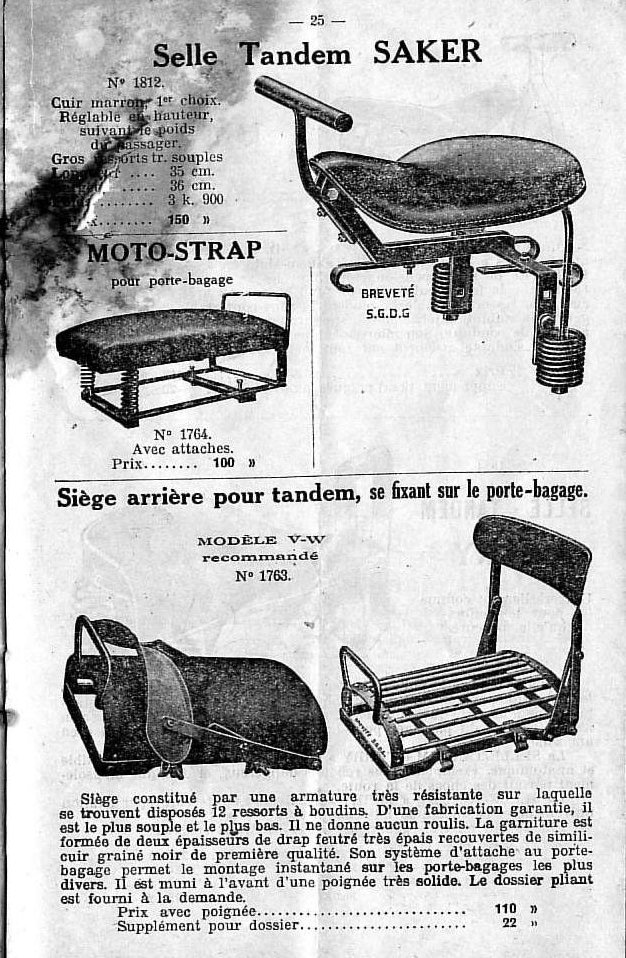 — 25 —
Selle Tandem SAKER
N° 1812.
Cuir marron, 1er choix.
Réglable en hauteur,
suivant le poids
du passager.
Gros ressorts tr. souples
.... 35 cm.
..... 36 cm.
........ 3 k. 900
......... 150 »
BREVETÉ
S.G.D.G
MOTO-STRAP
pour porte-bagage
N° 1764.
Avec attaches.
Prix........ 100 »
Siège arrière pour tandem, se fixant sur le porte-bagage.
MODÈLE V-W
recommandé
N° 1763.
Siège constitué par une armature très résistante sur laquelle
se trouvent disposés 12 ressorts à boudins. D'une fabrication garantie, il
est le plus souple et le plus bas. Il ne donne aucun roulis. La garniture est
formée de deux épaisseurs de drap feutré très épais recouvertes de simili-
cuir grainé noir de première qualité. Son système d'attache au porte-
bagage permet le montage instantané sur les porte-bagages les plus
divers. Il est muni à l'avant d'une poignée très solide. Le dossier pliant
est fourni à la demande.
Prix avec poignée............................... 110 »
Supplément pour dossier........................ 22 »